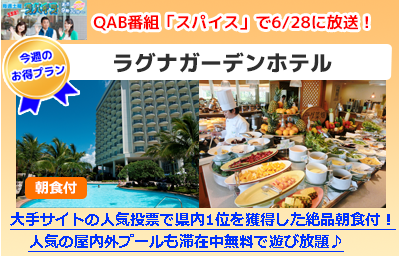 QAB番組「スパイス」で6/28に放送！
今週の
お得プラン
ラグナガーデンホテル
朝食付
大手サイトの人気投票で県内1位を獲得した絶品朝食付！
人気の屋内外プールも滞在中無料で遊び放題♪